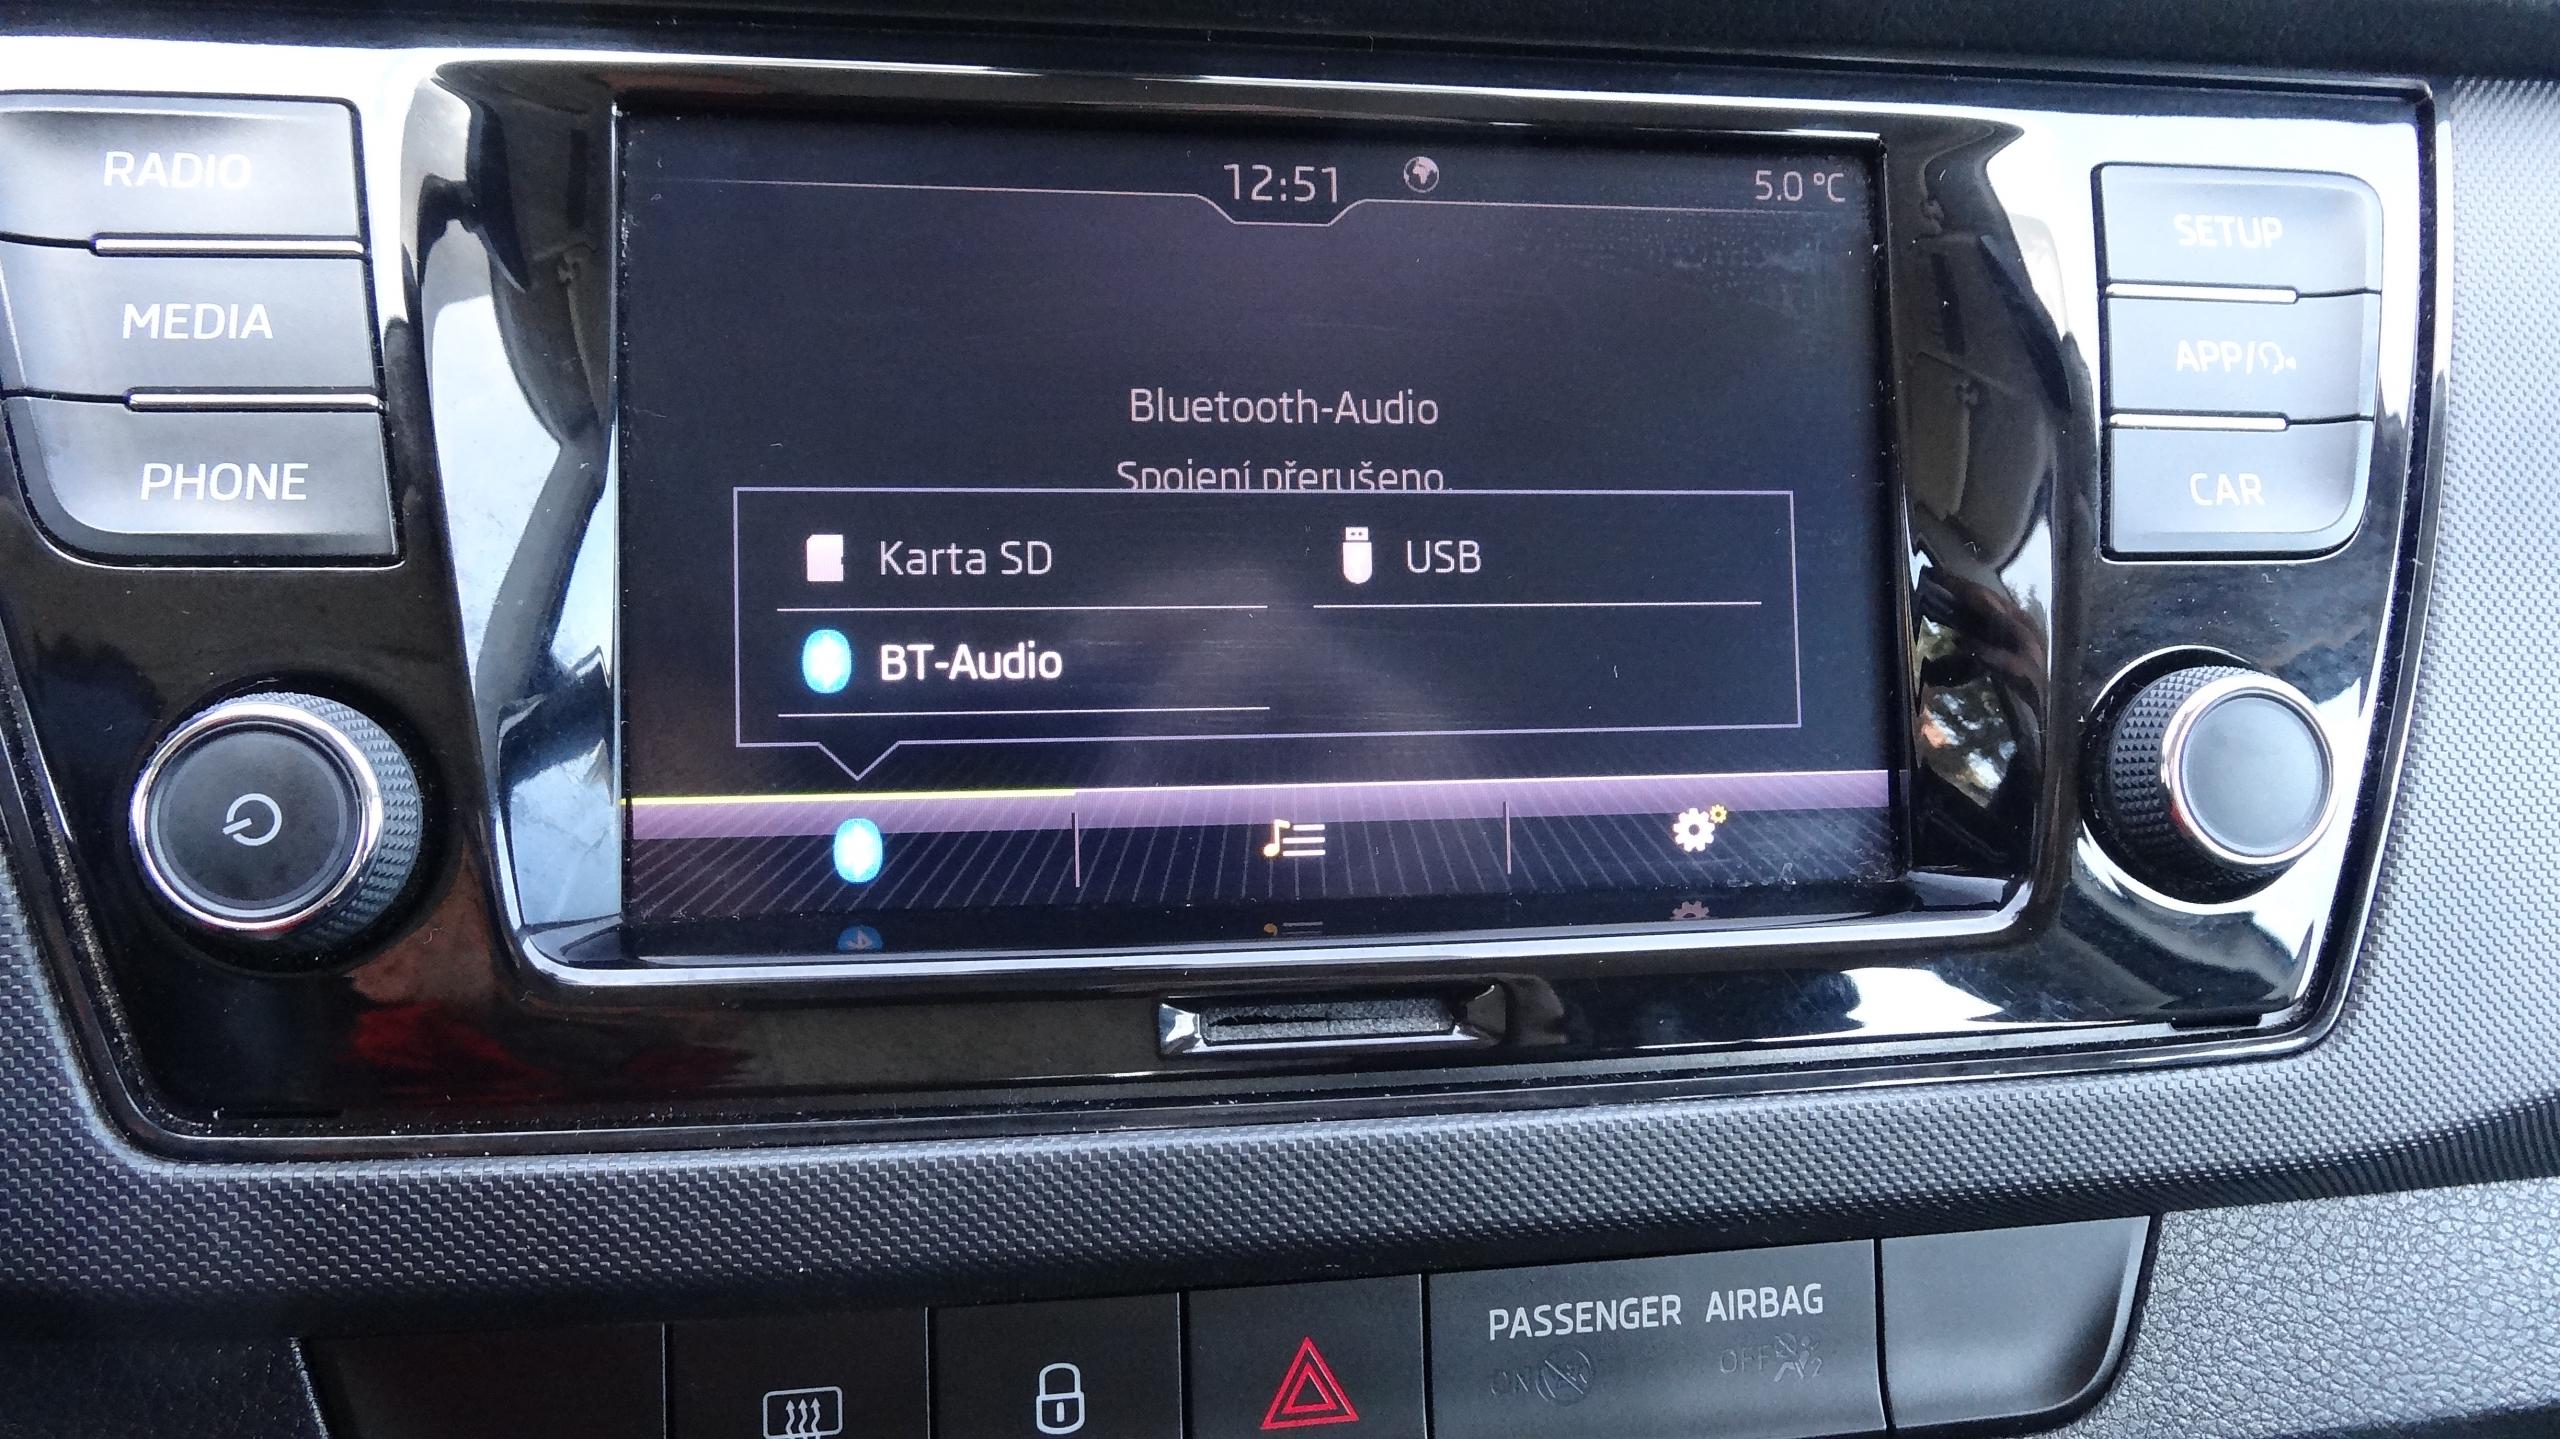 RADIO
MEDIA
PHONE
12:51
5.0 °C
Bluetooth-Audio
Spojení přerušeno.
Karta SD
USB
BT-Audio
SETUP
APP/
CAR
PASSENGER AIRBAG
ON
OFF